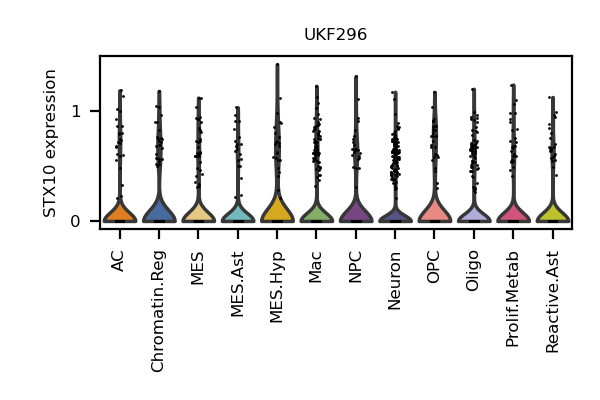 UKF296
STX10 expression
1
0
AC
Chromatin.Reg
MES
MES.Ast
MES.Hyp
Mac
NPC
Neuron
OPC
Oligo
Prolif.Metab
Reactive.Ast